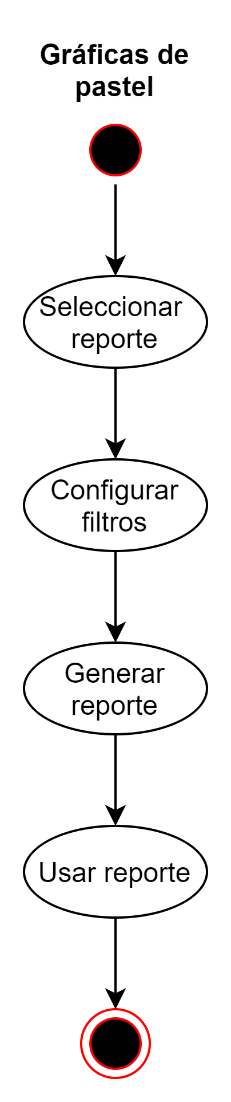 Gráficas de
pastel
Seleccionar
reporte
Configurar
filtros
Generar
reporte
Usar reporte